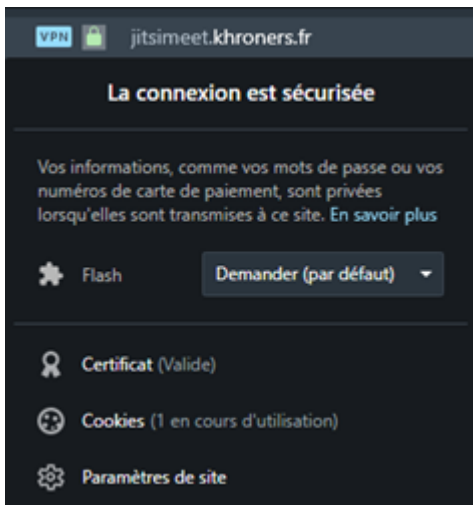 VPN jitsimeet.khroners.fr
La connexion est sécurisée
Vos informations, comme vos mots de passe ou vos
numéros de carte de paiement, sont privées
lorsqu'elles sont transmises à ce site. En savoir plus
Flash Demander (par défaut)
Certificat (Valide)
Cookies (1 en cours d'utilisation)
Paramètres de site